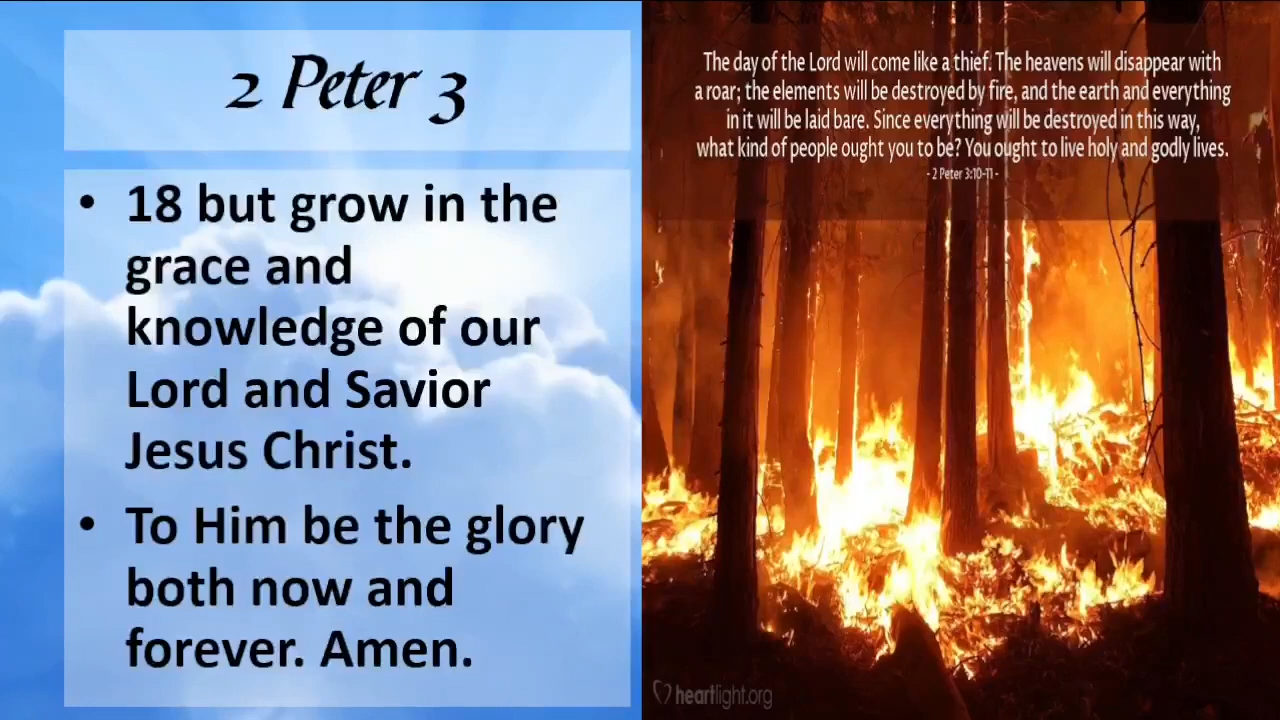 2 Peter 3
• 18 but grow in the
grace and
knowledge of our
Lord and Savior
Jesus Christ.
• To Him be the glory
both now and
forever. Amen.
The day of the Lord will come like a thief. The heavens will disappear with
a roar; the elements will be destroyed by fire, and the earth and everything
in it will be laid bare. Since everything will be destroyed in this way,
what kind of people ought you to be? You ought to live holy and godly lives.
- 2 Peter 3:10-11 -
heartlight.org